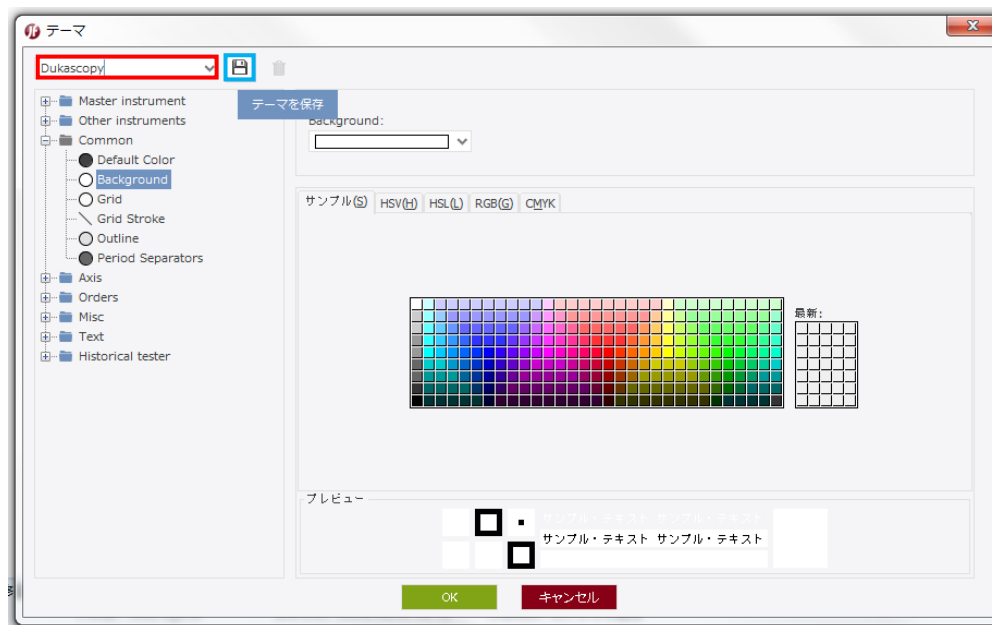 テーマ
Dukascopy
テーマを保存
Master instrument
Other instruments
Common
Default Color
Background
Grid
Grid Stroke
Outline
Period Separators
Axis
Orders
Misc
Text
Historical tester
Background:
サンプル(S) HSV(H) HSL(L) RGB(G) CMYK
最新:
プレビュー
サンプル・テキスト サンプル・テキスト
サンプル・テキスト サンプル・テキスト
OK キャンセル